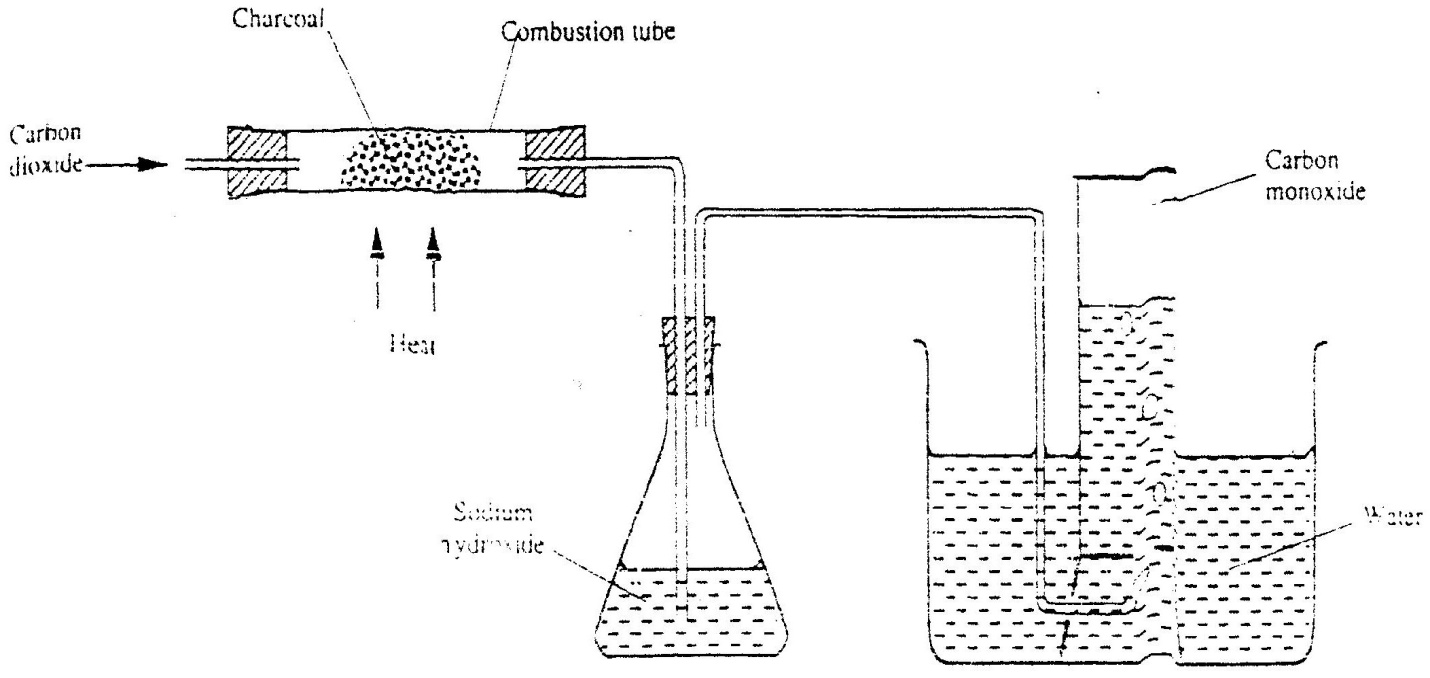 Charcoal
Combustion tube
Carbon
dioxide
Carbon
monoxide
Heat
Sodium
hydroxide
Water